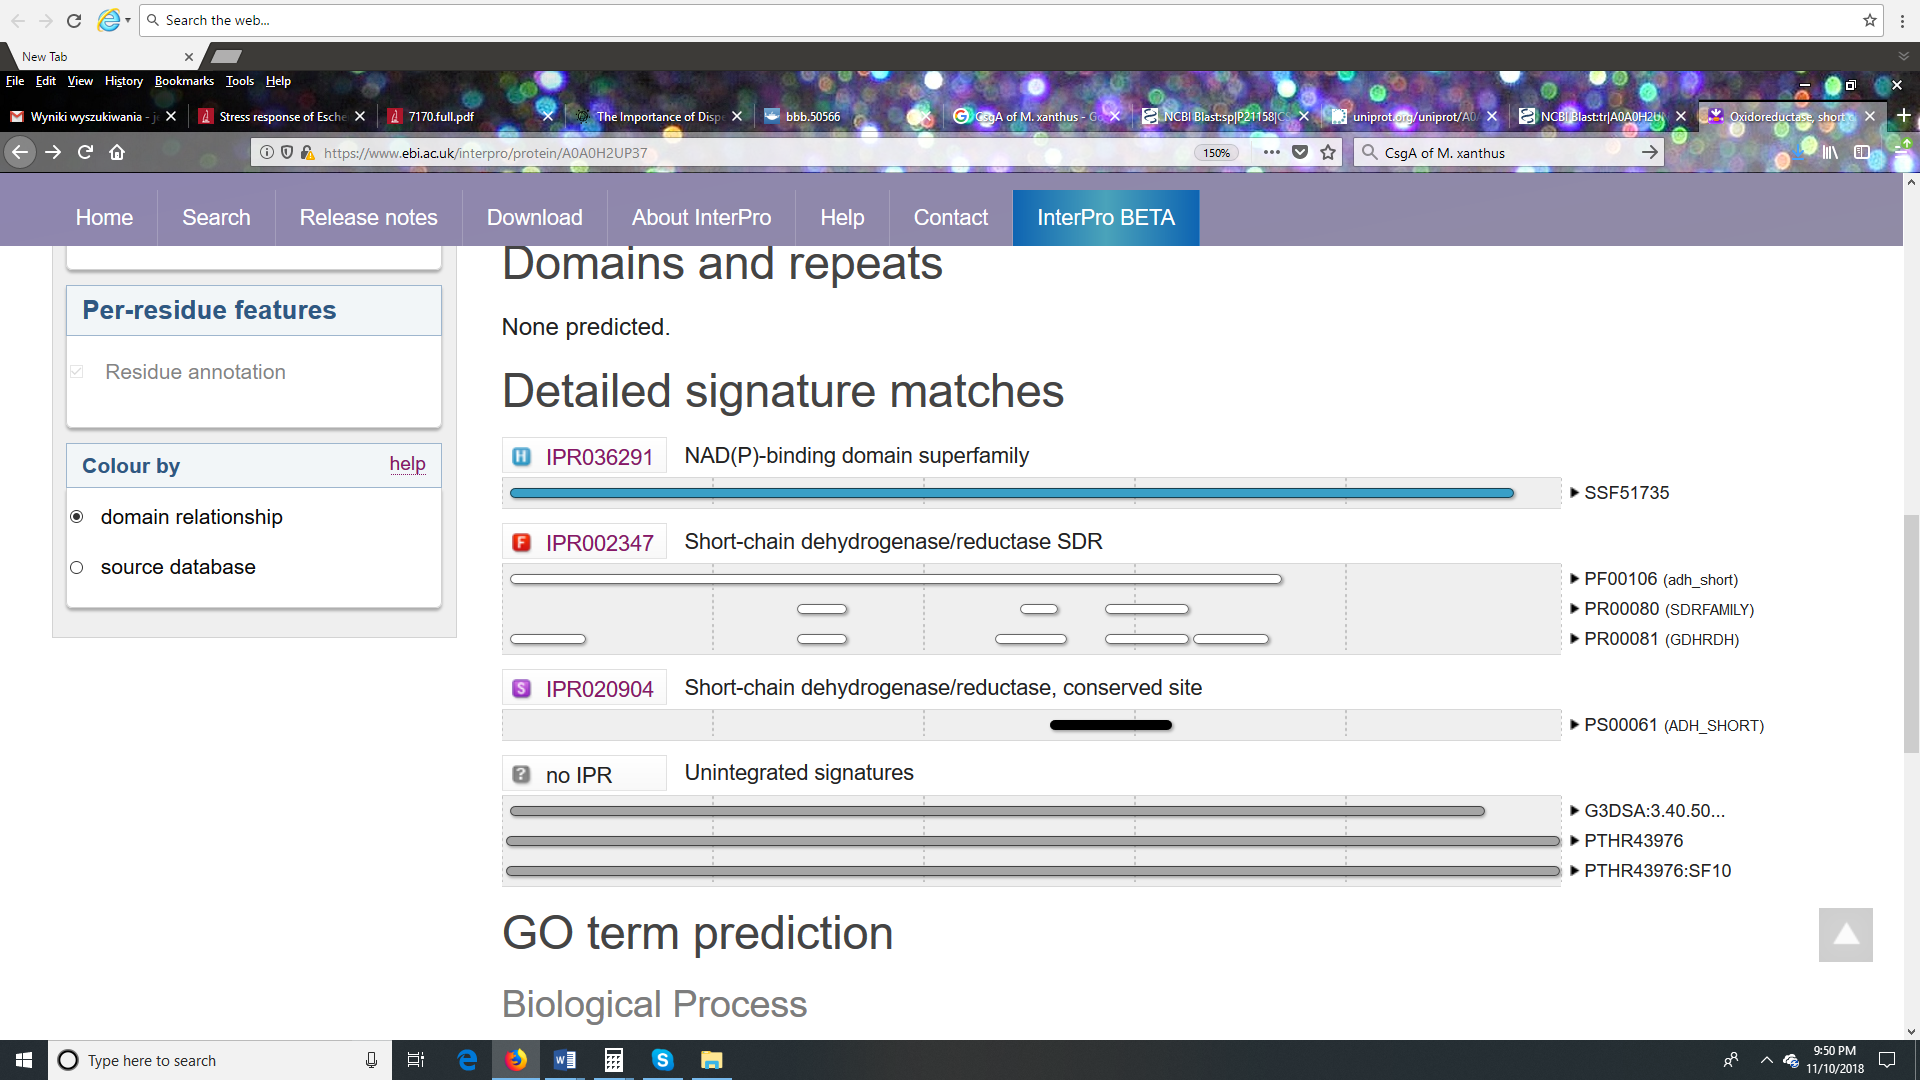 Search the web...
New Tab
File Edit View History Bookmarks Tools Help
Wyniki wyszukiwania - j
Stress response of Esche
7170.full.pdf
The Importance of Disp
bbb.50566
CsgA of M. xanthus - Go
NCBI Blast:sp|P21158|CS
uniprot.org/uniprot/A0A
NCBI Blast:tr|A0A0H2U
Oxidoreductase, short c
https://www.ebi.ac.uk/interpro/protein/A0A0H2UP37
150%
CsgA of M. xanthus
Home Search Release notes Download About InterPro Help Contact InterPro BETA
Domains and repeats
Per-residue features
None predicted.
Residue annotation
Detailed signature matches
Colour by help
domain relationship
source database
H IPR036291 NAD(P)-binding domain superfamily
SSF51735
F IPR002347 Short-chain dehydrogenase/reductase SDR
PF00106 (adh_short)
PR00080 (SDRFAMILY)
PR00081 (GDHRDH)
S IPR020904 Short-chain dehydrogenase/reductase, conserved site
PS00061 (ADH_SHORT)
? no IPR Unintegrated signatures
G3DSA:3.40.50...
PTHR43976
PTHR43976:SF10
GO term prediction
Biological Process
Type here to search
9:50 PM
11/10/2018